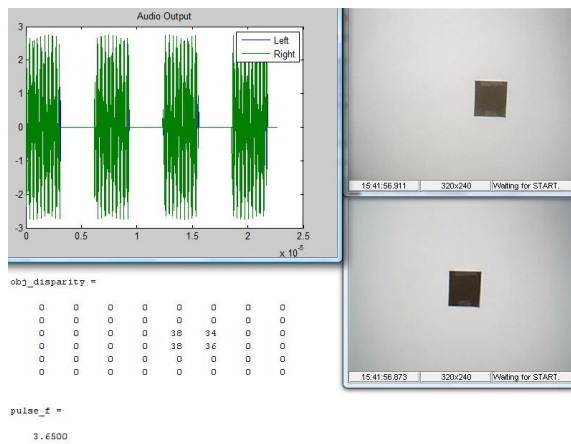 Audio Output
3
2
1
0
-1
-2
-3
Left
Right
0 0.5 1 1.5 2 2.5
x 10-5
15:41:56.911 320x240 Waiting for START.
15:41:56.873 320x240 Waiting for START.
obj_disparity =
0 0 0 0 0 0 0 0
0 0 0 0 0 0 0 0
0 0 0 0 38 34 0 0
0 0 0 0 38 36 0 0
0 0 0 0 0 0 0 0
0 0 0 0 0 0 0 0
pulse_f =
3.6500